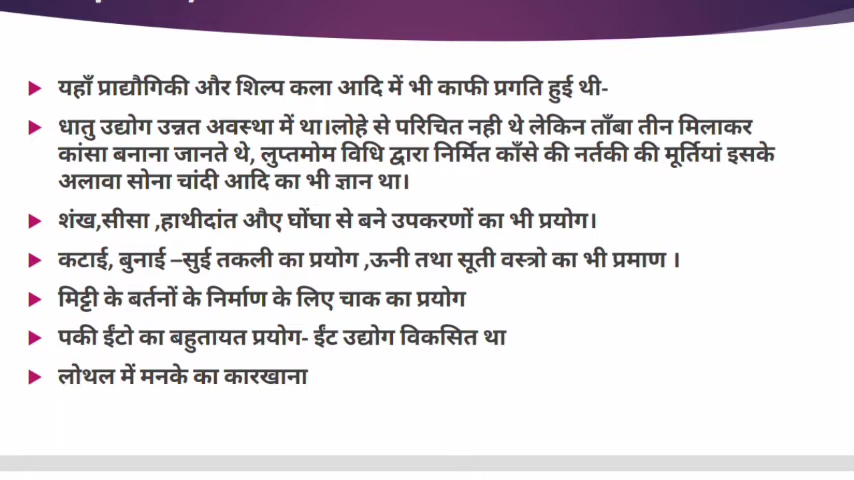 यहाँ प्राद्यौगिकी और शिल्प कला आदि में भी काफी प्रगति हुई थी-
धातु उद्योग उन्नत अवस्था में था।लोहे से परिचित नही थे लेकिन ताँबा तीन मिलाकर
कांसा बनाना जानते थे, लुप्तमोम विधि द्वारा निर्मित काँसे की नर्तकी की मूर्तियां इसके
अलावा सोना चांदी आदि का भी ज्ञान था।
शंख,सीसा ,हाथीदांत औए घोंघा से बने उपकरणों का भी प्रयोग।
कटाई, बुनाई –सुई तकली का प्रयोग ,ऊनी तथा सूती वस्त्रो का भी प्रमाण ।
मिट्टी के बर्तनों के निर्माण के लिए चाक का प्रयोग
पकी ईंटो का बहुतायत प्रयोग- ईंट उद्योग विकसित था
लोथल में मनके का कारखाना